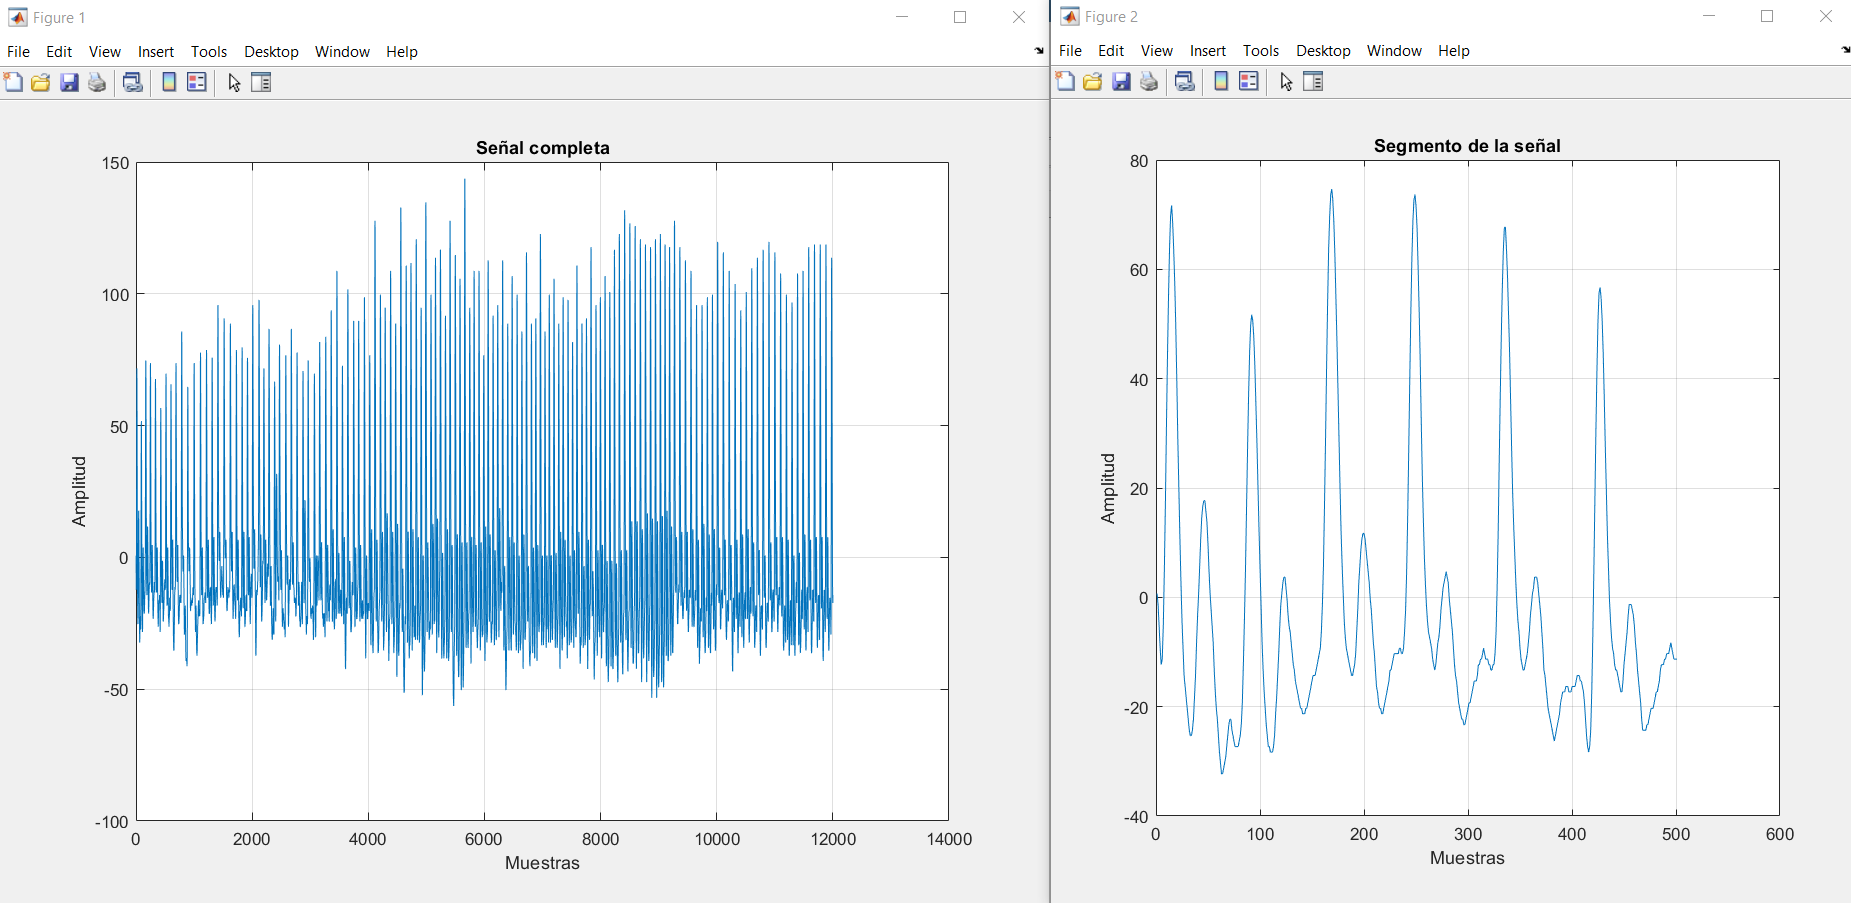 Figure 1
File Edit View Insert Tools Desktop Window Help
Señal completa
150
100
50
0
-50
-100
Amplitud
0 2000 4000 6000 8000 10000 12000 14000
Muestras
Figure 2
File Edit View Insert Tools Desktop Window Help
Segmento de la señal
80
60
40
20
0
-20
-40
Amplitud
0 100 200 300 400 500 600
Muestras